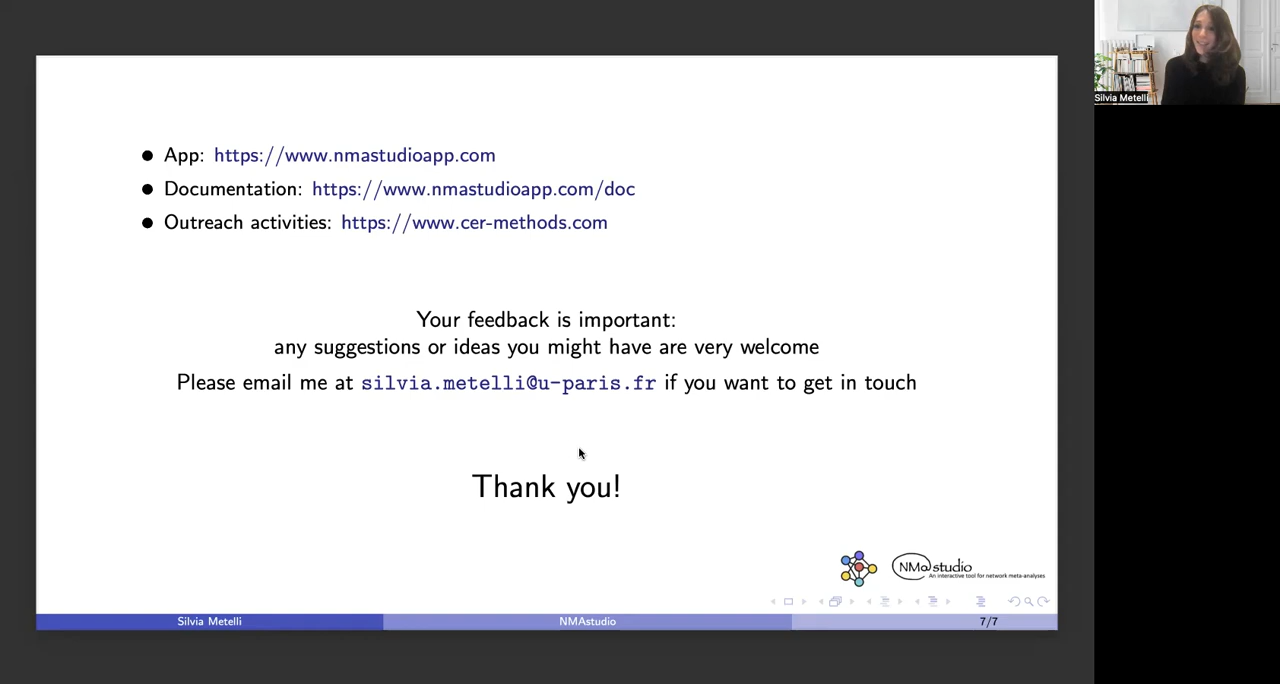 Silvia Metelli
App: https://www.nmastudioapp.com
Documentation: https://www.nmastudioapp.com/doc
Outreach activities: https://www.cer-methods.com
Your feedback is important:
any suggestions or ideas you might have are very welcome
Please email me at silvia.metelli@u-paris.fr if you want to get in touch
Thank you!
NMAstudio
An interactive tool for network meta-analyses
Silvia Metelli
NMAstudio
7/7